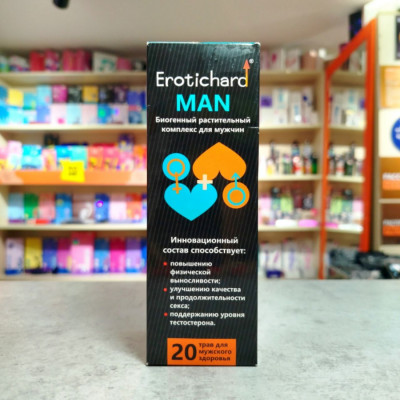 Erotichard®
MAN
Биогенный растительный
комплекс для мужчин
Инновационный
состав способствует:
• повышению
физической
выносливости;
• улучшению качества
и продолжительности
секса;
• поддержанию уровня
тестостерона.
20 трав для
мужского
здоровья